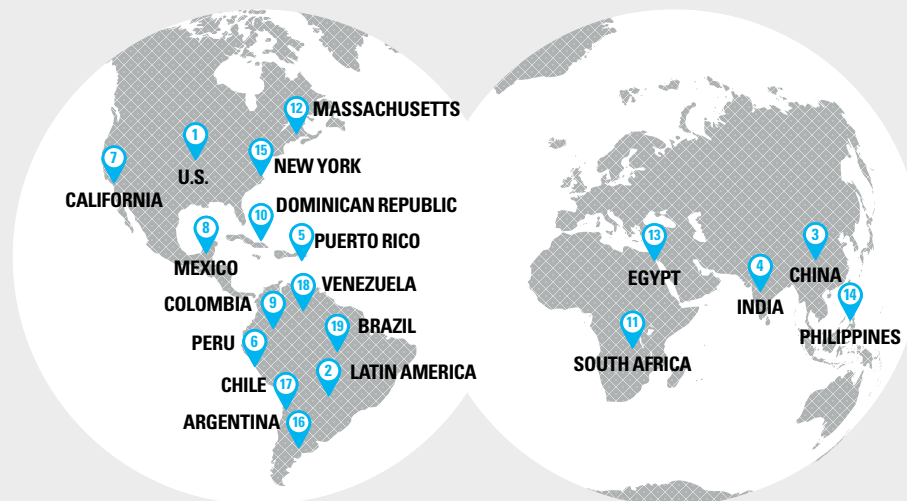 12 MASSACHUSETTS
1
U.S.
15 NEW YORK
7
CALIFORNIA
10 DOMINICAN REPUBLIC
8
MEXICO
5 PUERTO RICO
18 VENEZUELA
COLOMBIA 9
19 BRAZIL
PERU 6
2 LATIN AMERICA
CHILE 17
ARGENTINA 16
13
EGYPT
3
CHINA
4
INDIA
14
PHILIPPINES
11
SOUTH AFRICA